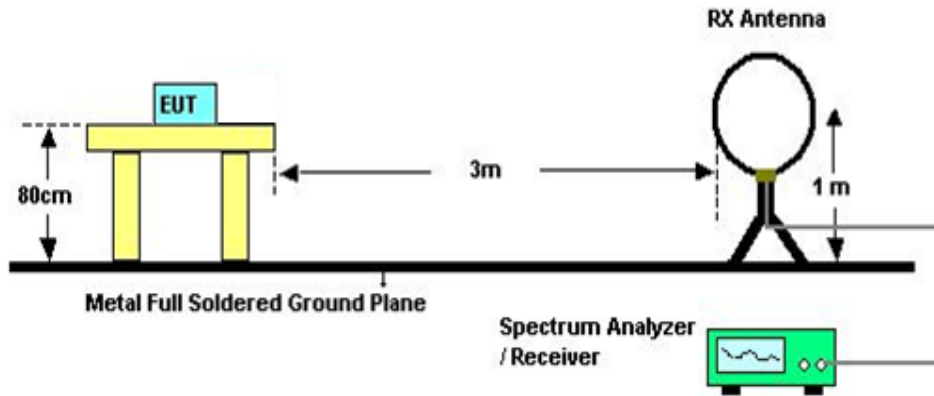 RX Antenna
EUT
80cm
3m
1 m
Metal Full Soldered Ground Plane
Spectrum Analyzer
/ Receiver